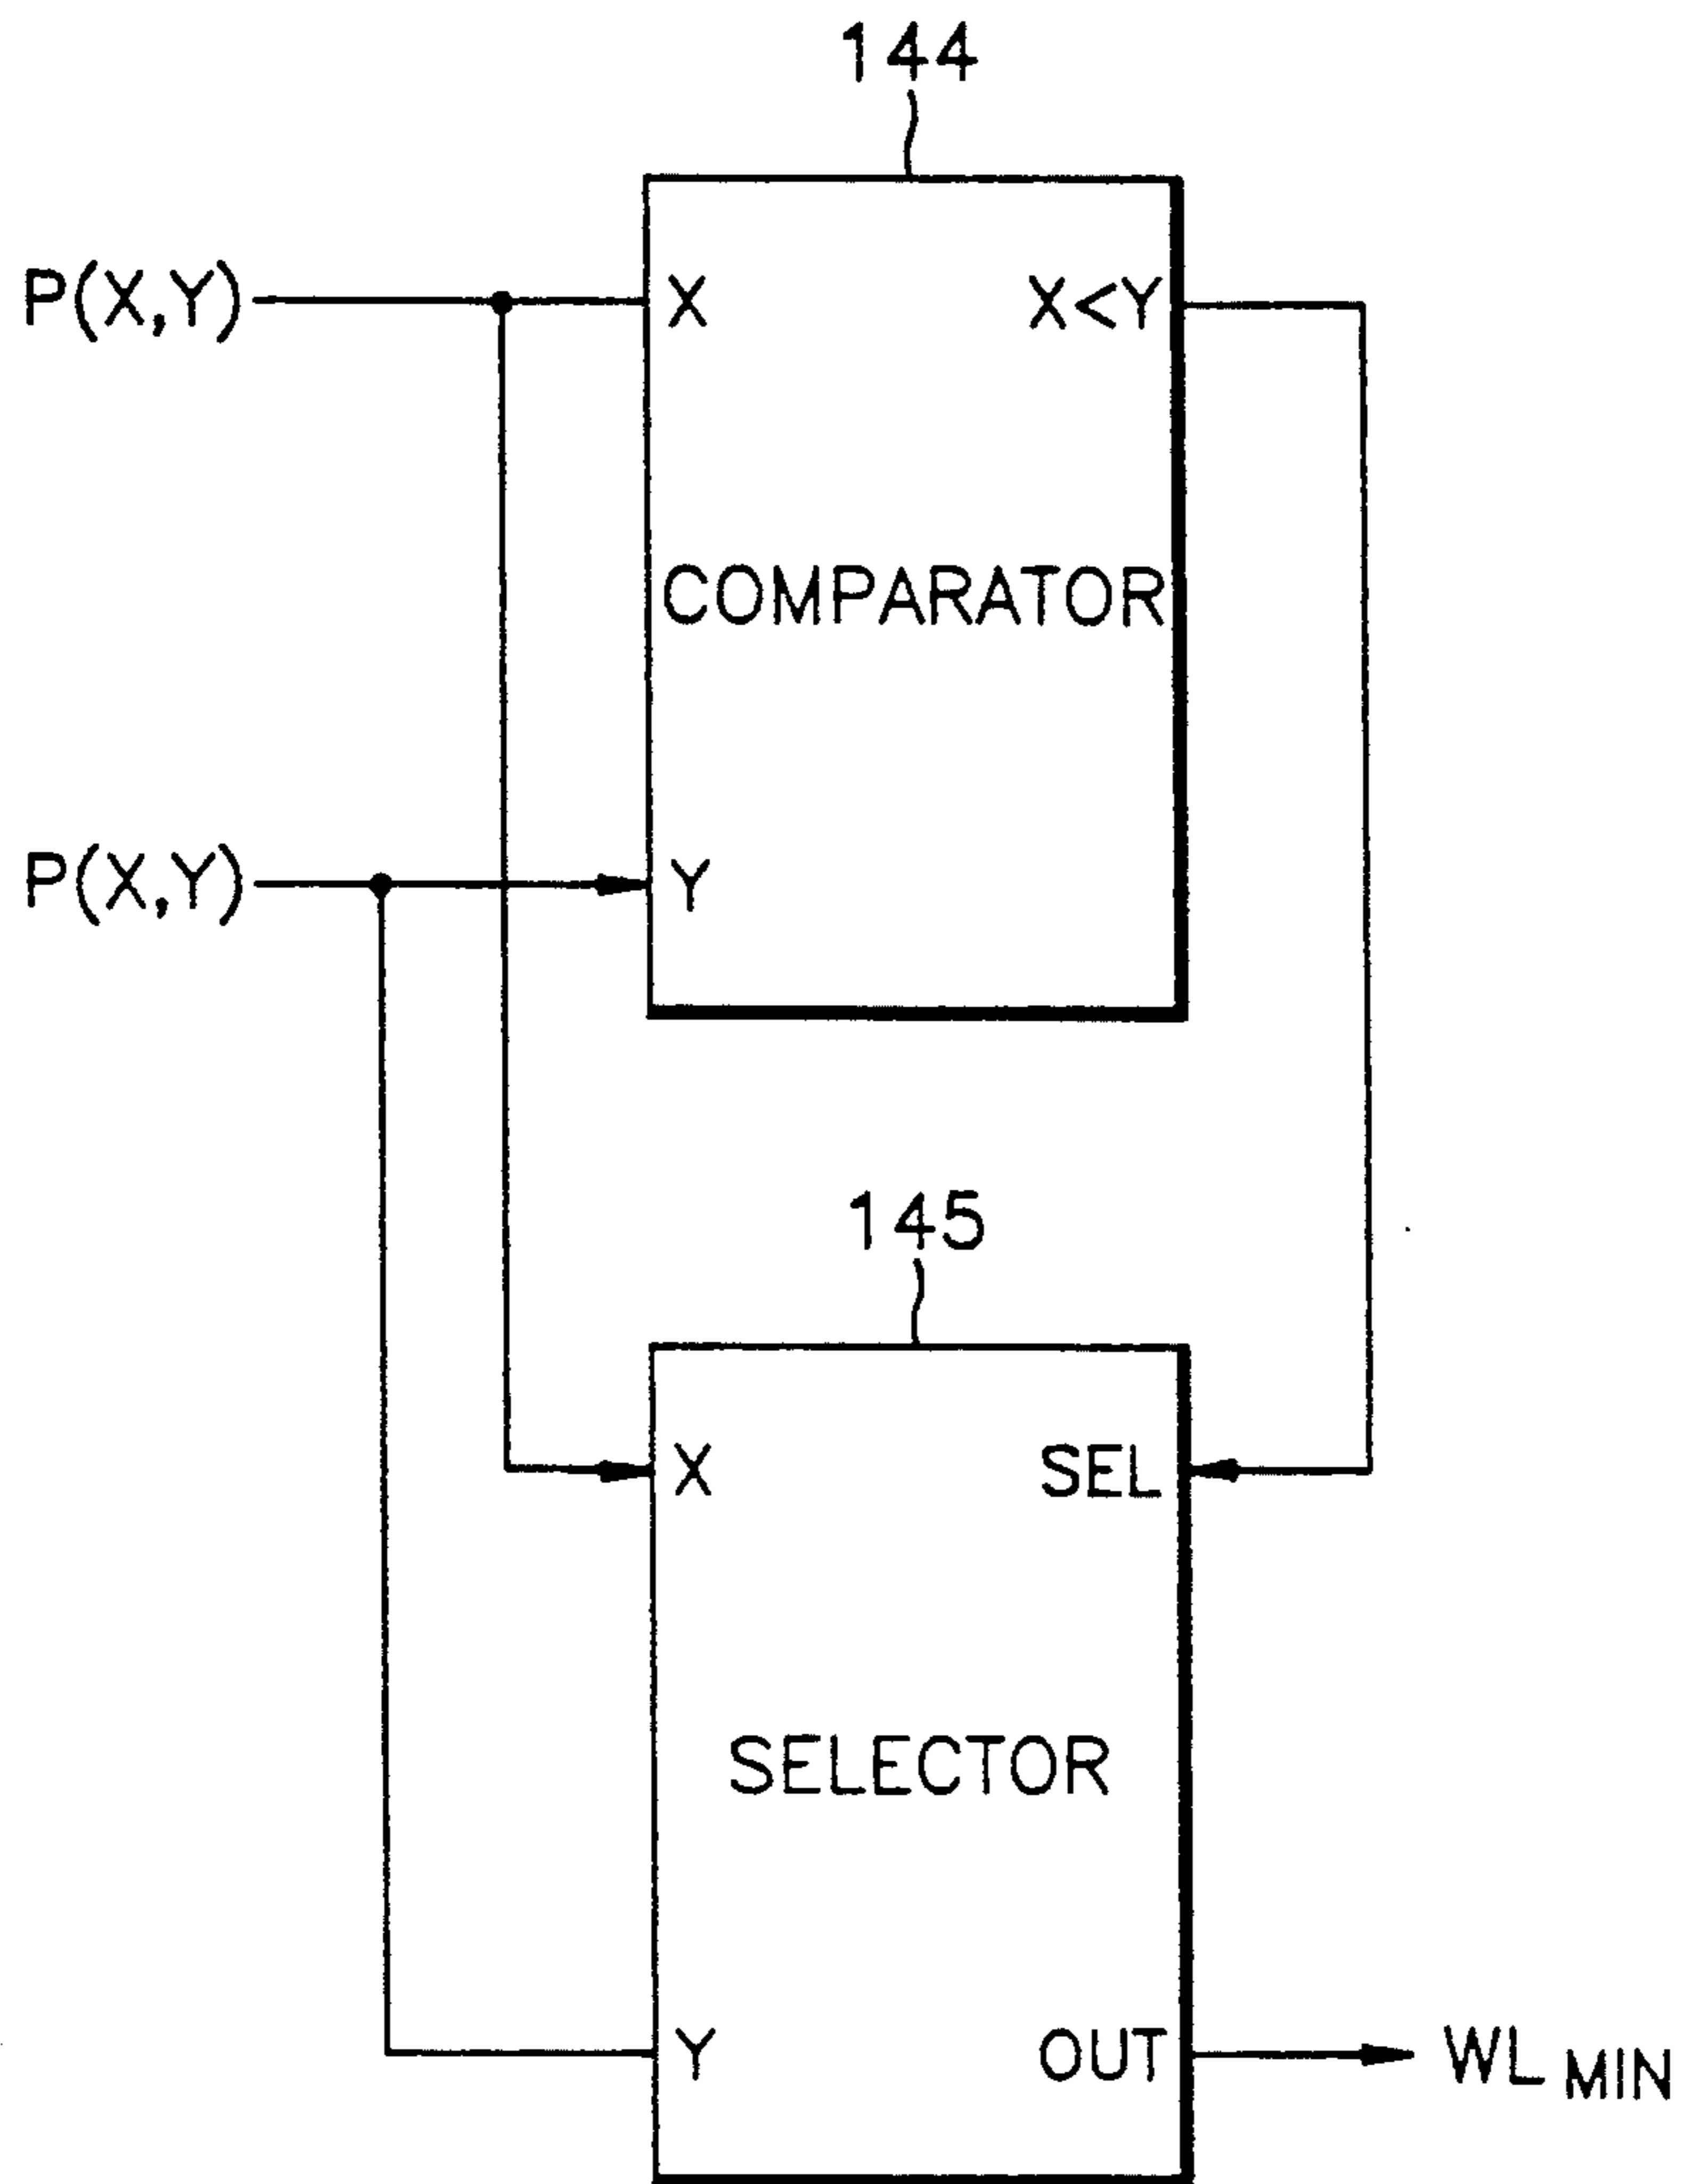 144
P(X,Y)
X
X<Y
COMPARATOR
P(X,Y)
Y
145
X
SEL
SELECTOR
Y
OUT
WL MIN